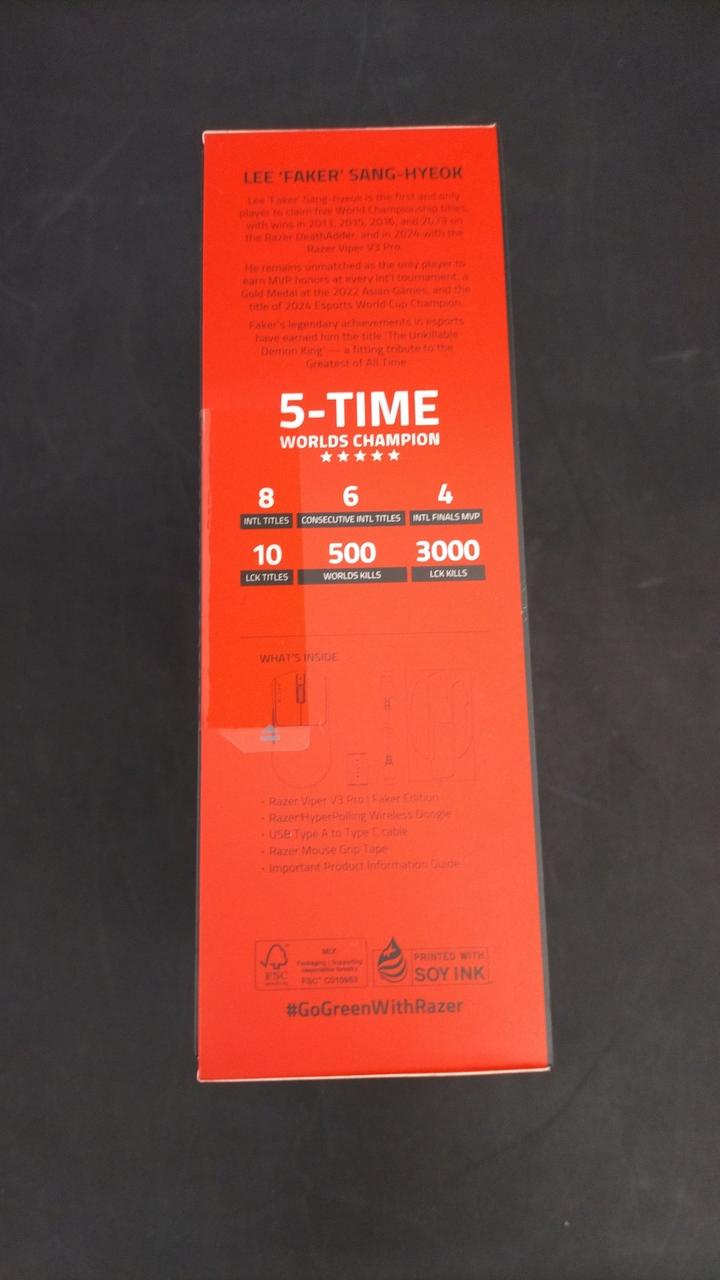 LEE 'FAKER' SANG-HYEOK
Lee 'Faker' Sang-hyeok is the first and only
player to claim five World Championship titles,
with wins in 2013, 2015, 2016, and 2023 on
the Razer DeathAdder, and in 2024 with the
Razer Viper V3 Pro.
He remains unmatched as the only player to
earn MVP honors at every int'l tournament, a
Gold Medal at the 2022 Asian Games, and the
title of 2024 Esports World Cup Champion.
Faker's legendary achievements in esports
have earned him the title 'The Unkillable
Demon King' — a fitting tribute to the
Greatest of All Time.
5-TIME
WORLDS CHAMPION
8 6 4
INTL TITLES CONSECUTIVE INTL TITLES INTL FINALS MVP
10 500 3000
LCK TITLES WORLDS KILLS LCK KILLS
WHAT'S INSIDE
• Razer Viper V3 Pro | Faker Edition
• Razer HyperPolling Wireless Dongle
• USB Type A to Type C cable
• Razer Mouse Grip Tape
• Important Product Information Guide
FSC
MIX
Packaging | Supporting
responsible forestry
FSC™ C010953
PRINTED WITH
SOY INK
#GoGreenWithRazer